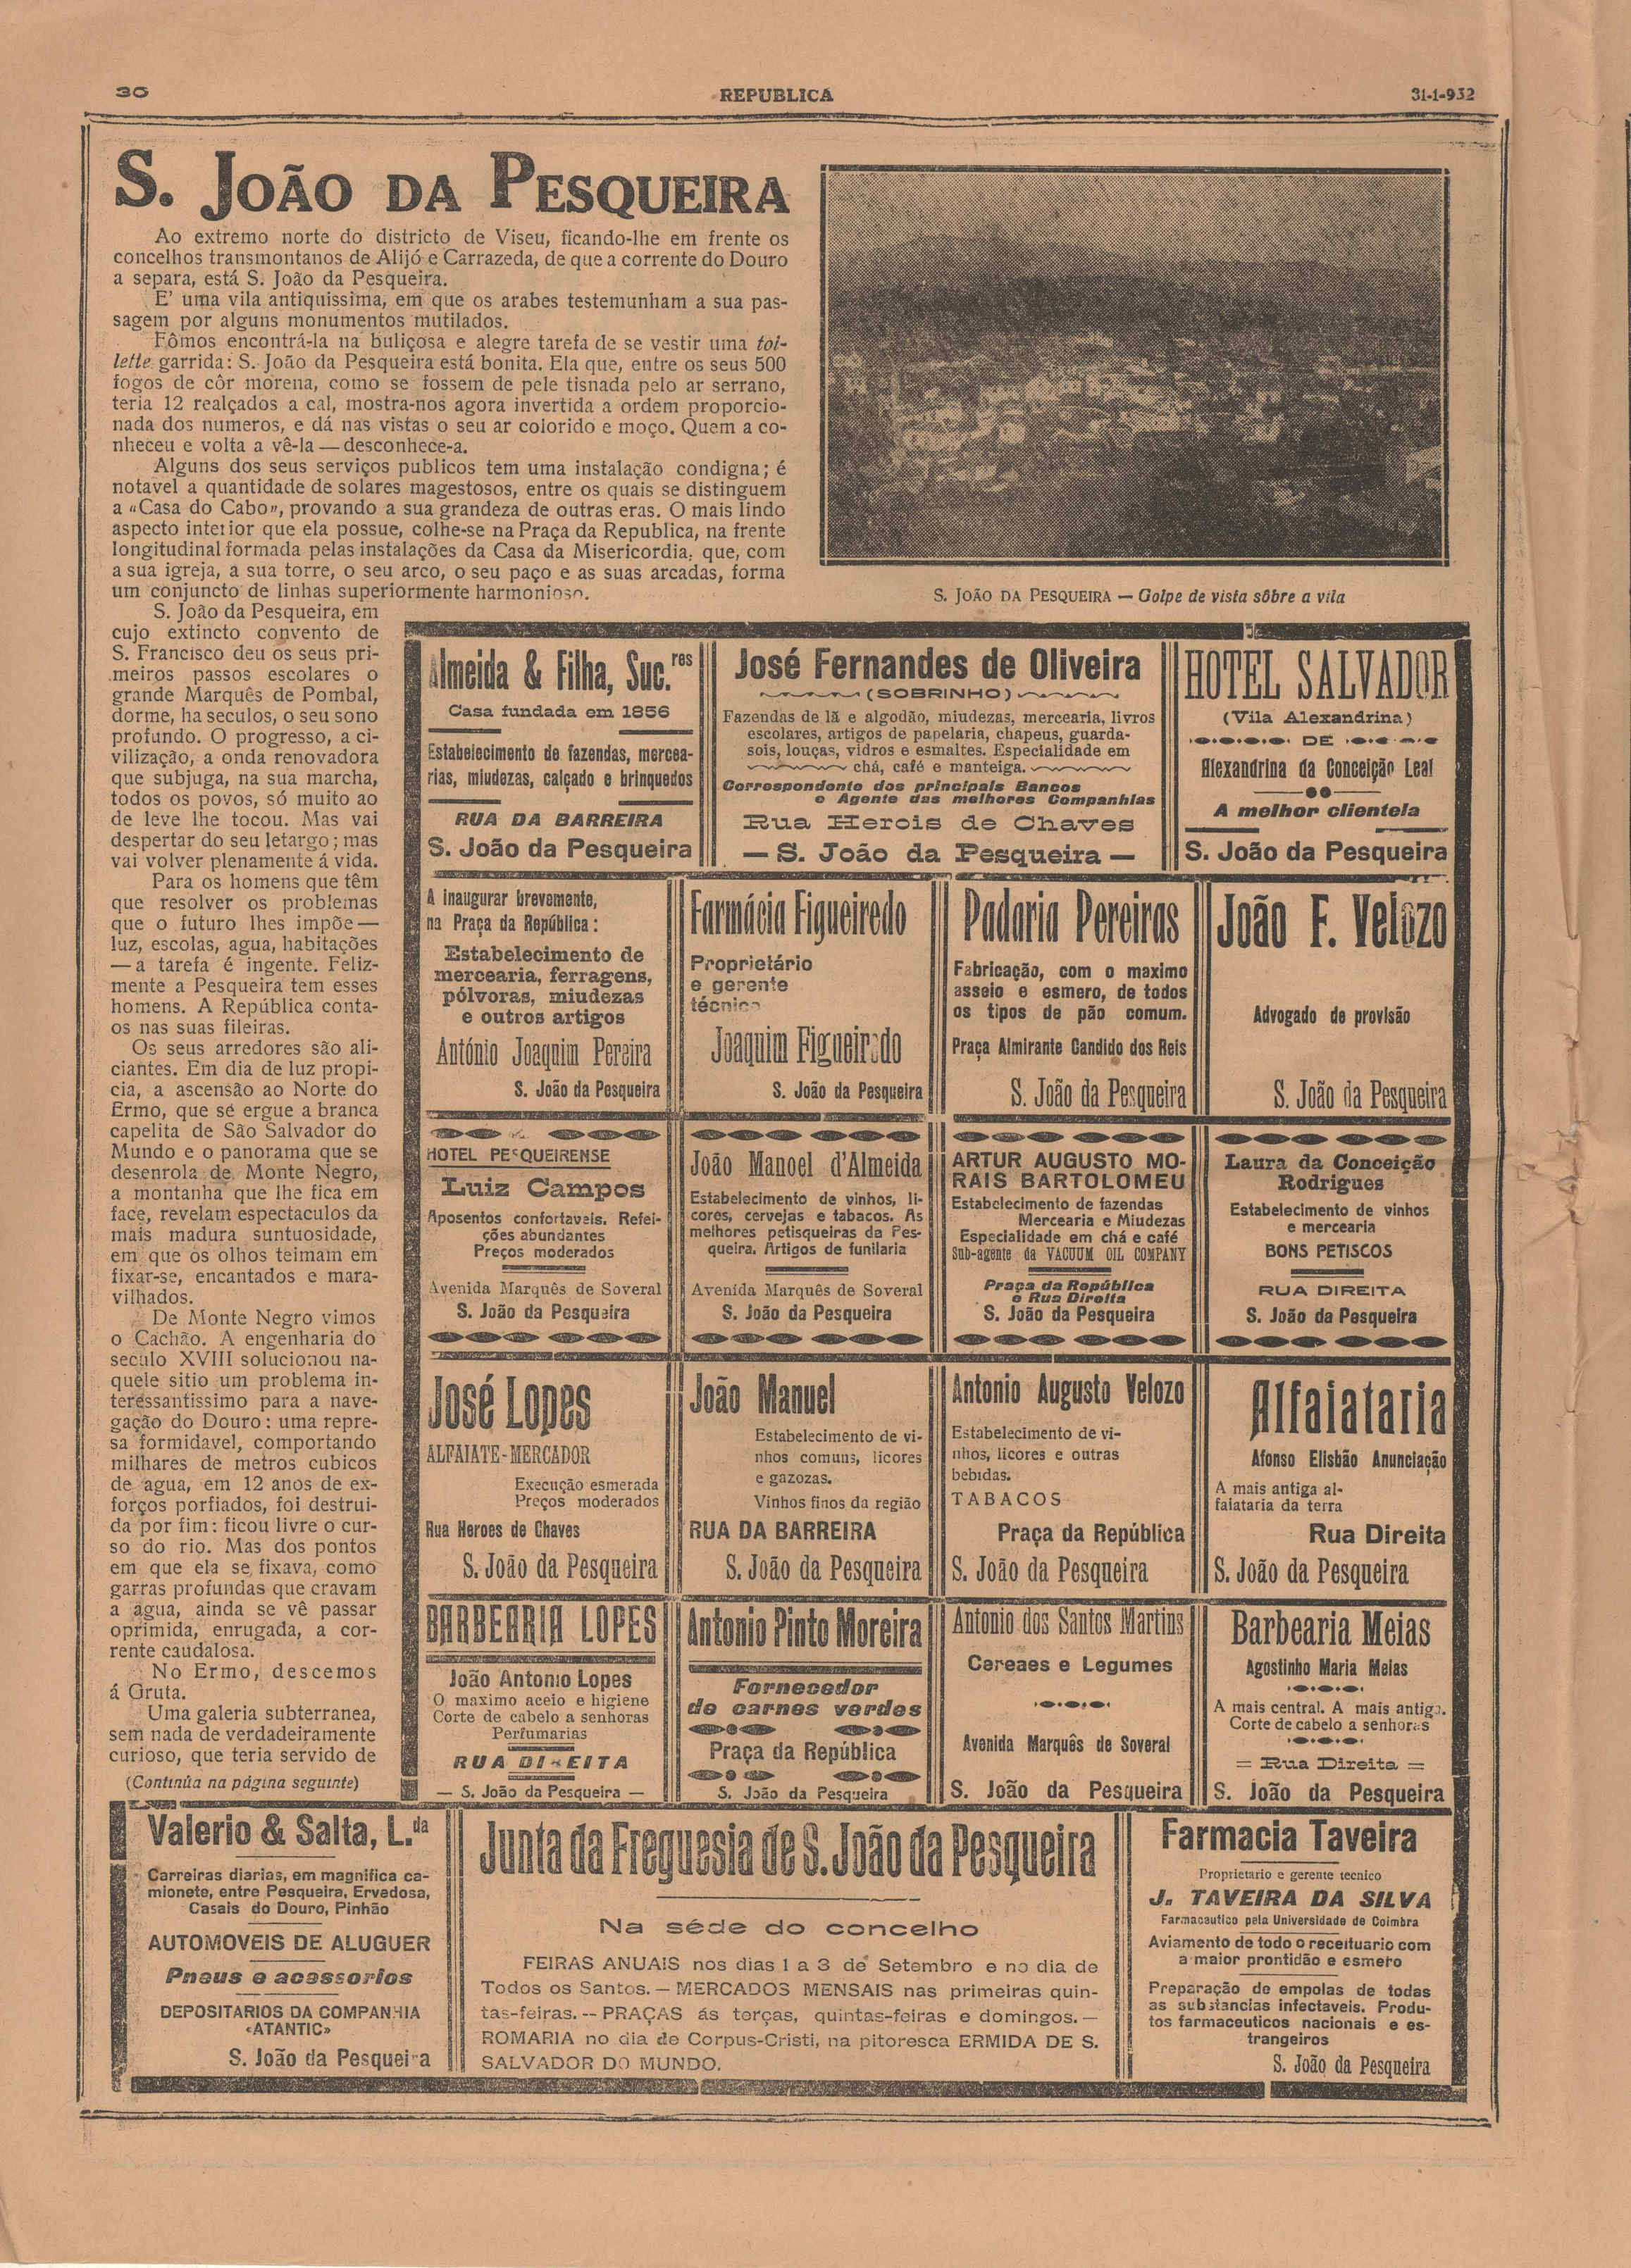 30
REPUBLICA
31-1-932
S. JOÃO DA PESQUEIRA
Ao extremo norte do districto de Viseu, ficando-lhe em frente os
concelhos transmontanos de Alijó e Carrazeda, de que a corrente do Douro
a separa, está S. João da Pesqueira.
E' uma vila antiquissima, em que os arabes testemunham a sua pas-
sagem por alguns monumentos mutilados.
Fômos encontrá-la na buliçosa e alegre tarefa de se vestir uma toi-
lette garrida: S. João da Pesqueira está bonita. Ela que, entre os seus 500
fogos de côr morena, como se fossem de pele tisnada pelo ar serrano,
teria 12 realçados a cal, mostra-nos agora invertida a ordem proporcio-
nada dos numeros, e dá nas vistas o seu ar colorido e moço. Quem a co-
nheceu e volta a vê-la — desconhece-a.
Alguns dos seus serviços publicos tem uma instalação condigna; é
notavel a quantidade de solares magestosos, entre os quais se distinguem
a «Casa do Cabo», provando a sua grandeza de outras eras. O mais lindo
aspecto interior que ela possue, colhe-se na Praça da Republica, na frente
longitudinal formada pelas instalações da Casa da Misericordia, que, com
a sua igreja, a sua torre, o seu arco, o seu paço e as suas arcadas, forma
um conjuncto de linhas superiormente harmonioso.
S. JOÃO DA PESQUEIRA — Golpe de vista sôbre a vila
S. João da Pesqueira, em
cujo extincto convento de
S. Francisco deu os seus pri-
meiros passos escolares o
grande Marquês de Pombal,
dorme, ha seculos, o seu sono
profundo. O progresso, a ci-
vilização, a onda renovadora
que subjuga, na sua marcha,
todos os povos, só muito ao
de leve lhe tocou. Mas vai
despertar do seu letargo; mas
vai volver plenamente á vida.
Para os homens que têm
que resolver os problemas
que o futuro lhes impõe —
luz, escolas, agua, habitações
— a tarefa é ingente. Feliz-
mente a Pesqueira tem esses
homens. A República conta-
os nas suas fileiras.
Os seus arredores são ali-
ciantes. Em dia de luz propi-
cia, a ascensão ao Norte do
Ermo, que se ergue a branca
capelita de São Salvador do
Mundo e o panorama que se
desenrola de Monte Negro,
a montanha que lhe fica em
face, revelam espectaculos da
mais madura suntuosidade,
em que os olhos teimam em
fixar-se, encantados e mara-
vilhados.
De Monte Negro vimos
o Cachão. A engenharia do
seculo XVIII solucionou na-
quele sitio um problema in-
teressantissimo para a nave-
gação do Douro: uma repre-
sa formidavel, comportando
milhares de metros cubicos
de agua, em 12 anos de ex-
forços porfiados, foi destrui-
da por fim: ficou livre o cur-
so do rio. Mas dos pontos
em que ela se fixava, como
garras profundas que cravam
a agua, ainda se vê passar
oprimida, enrugada, a cor-
rente caudalosa.
No Ermo, descemos
á Gruta.
Uma galeria subterranea,
sem nada de verdadeiramente
curioso, que teria servido de
(Continúa na página seguinte)
Almeida & Filha, Suc.res
Casa fundada em 1856
Estabelecimento de fazendas, mercea-
rias, miudezas, calçado e brinquedos
RUA DA BARREIRA
S. João da Pesqueira
José Fernandes de Oliveira
(SOBRINHO)
Fazendas de lã e algodão, miudezas, mercearia, livros
escolares, artigos de papelaria, chapeus, guarda-
sois, louças, vidros e esmaltes. Especialidade em
chá, café e manteiga.
Correspondente dos principais Bancos
e Agente das melhores Companhias
Rua Herois de Chaves
— S. João da Pesqueira —
HOTEL SALVADOR
(Vila Alexandrina)
DE
Alexandrina da Conceição Leal
A melhor clientela
S. João da Pesqueira
A inaugurar brevemente,
na Praça da República:
Estabelecimento de
mercearia, ferragens,
pólvoras, miudezas
e outros artigos
António Joaquim Pereira
S. João da Pesqueira
Farmácia Figueiredo
Proprietário
e gerente
técnico
Joaquim Figueiredo
S. João da Pesqueira
Padaria Pereiras
Fabricação, com o maximo
asseio e esmero, de todos
os tipos de pão comum.
Praça Almirante Candido dos Reis
S. João da Pesqueira
João F. Velozo
Advogado de provisão
S. João da Pesqueira
HOTEL PESQUEIRENSE
Luiz Campos
Aposentos confortaveis. Refei-
ções abundantes
Preços moderados
Avenida Marquês de Soveral
S. João da Pesqueira
João Manoel d'Almeida
Estabelecimento de vinhos, li-
cores, cervejas e tabacos. As
melhores petisqueiras da Pes-
queira. Artigos de funilaria
Avenida Marquês de Soveral
S. João da Pesqueira
ARTUR AUGUSTO MO-
RAIS BARTOLOMEU
Estabelecimento de fazendas
Mercearia e Miudezas
Especialidade em chá e café
Sub-agente da VACUUM OIL COMPANY
Praça da República
e Rua Direita
S. João da Pesqueira
Laura da Conceição
Rodrigues
Estabelecimento de vinhos
e mercearia
BONS PETISCOS
RUA DIREITA
S. João da Pesqueira
José Lopes
ALFAIATE-MERCADOR
Execução esmerada
Preços moderados
Rua Heroes de Chaves
S. João da Pesqueira
João Manuel
Estabelecimento de vi-
nhos comuns, licores
e gazozas.
Vinhos finos da região
RUA DA BARREIRA
S. João da Pesqueira
Antonio Augusto Velozo
Estabelecimento de vi-
nhos, licores e outras
bebidas.
TABACOS
Praça da República
S. João da Pesqueira
Alfaiataria
Afonso Elisbão Anunciação
A mais antiga al-
faiataria da terra
Rua Direita
S. João da Pesqueira
BARBEARIA LOPES
João Antonio Lopes
O maximo aceio e higiene
Corte de cabelo a senhoras
Perfumarias
RUA DIREITA
— S. João da Pesqueira —
Antonio Pinto Moreira
Fornecedor
de carnes verdes
Praça da República
S. João da Pesqueira
Antonio dos Santos Martins
Cereaes e Legumes
Avenida Marquês de Soveral
S. João da Pesqueira
Barbearia Meias
Agostinho Maria Meias
A mais central. A mais antiga.
Corte de cabelo a senhoras
= Rua Direita =
S. João da Pesqueira
Valerio & Salta, L.da
Carreiras diarias, em magnifica ca-
mionete, entre Pesqueira, Ervedosa,
Casais do Douro, Pinhão
AUTOMOVEIS DE ALUGUER
Pneus e acessorios
DEPOSITARIOS DA COMPANHIA
«ATANTIC»
S. João da Pesqueira
Junta da Freguesia de S. João da Pesqueira
Na séde do concelho
FEIRAS ANUAIS nos dias 1 a 3 de Setembro e no dia de
Todos os Santos. — MERCADOS MENSAIS nas primeiras quin-
tas-feiras. -- PRAÇAS ás terças, quintas-feiras e domingos. —
ROMARIA no dia de Corpus-Cristi, na pitoresca ERMIDA DE S.
SALVADOR DO MUNDO.
Farmacia Taveira
Proprietario e gerente tecnico
J. TAVEIRA DA SILVA
Farmaceutico pela Universidade de Coimbra
Aviamento de todo o receituario com
a maior prontidão e esmero
Preparação de empolas de todas
as substancias infectaveis. Produ-
tos farmaceuticos nacionais e es-
trangeiros
S. João da Pesqueira